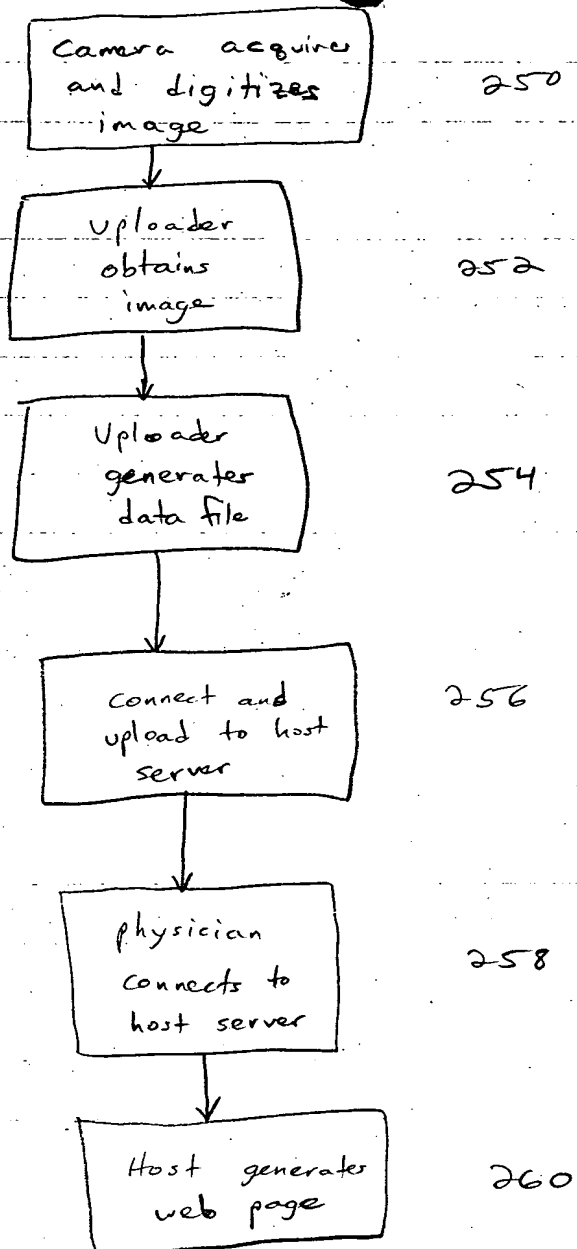 Camera acquires
and digitizes
image
250
Uploader
obtains
image
252
Uploader
generates
data file
254
connect and
upload to host
server
256
physician
connects to
host server
258
Host generates
web page
260